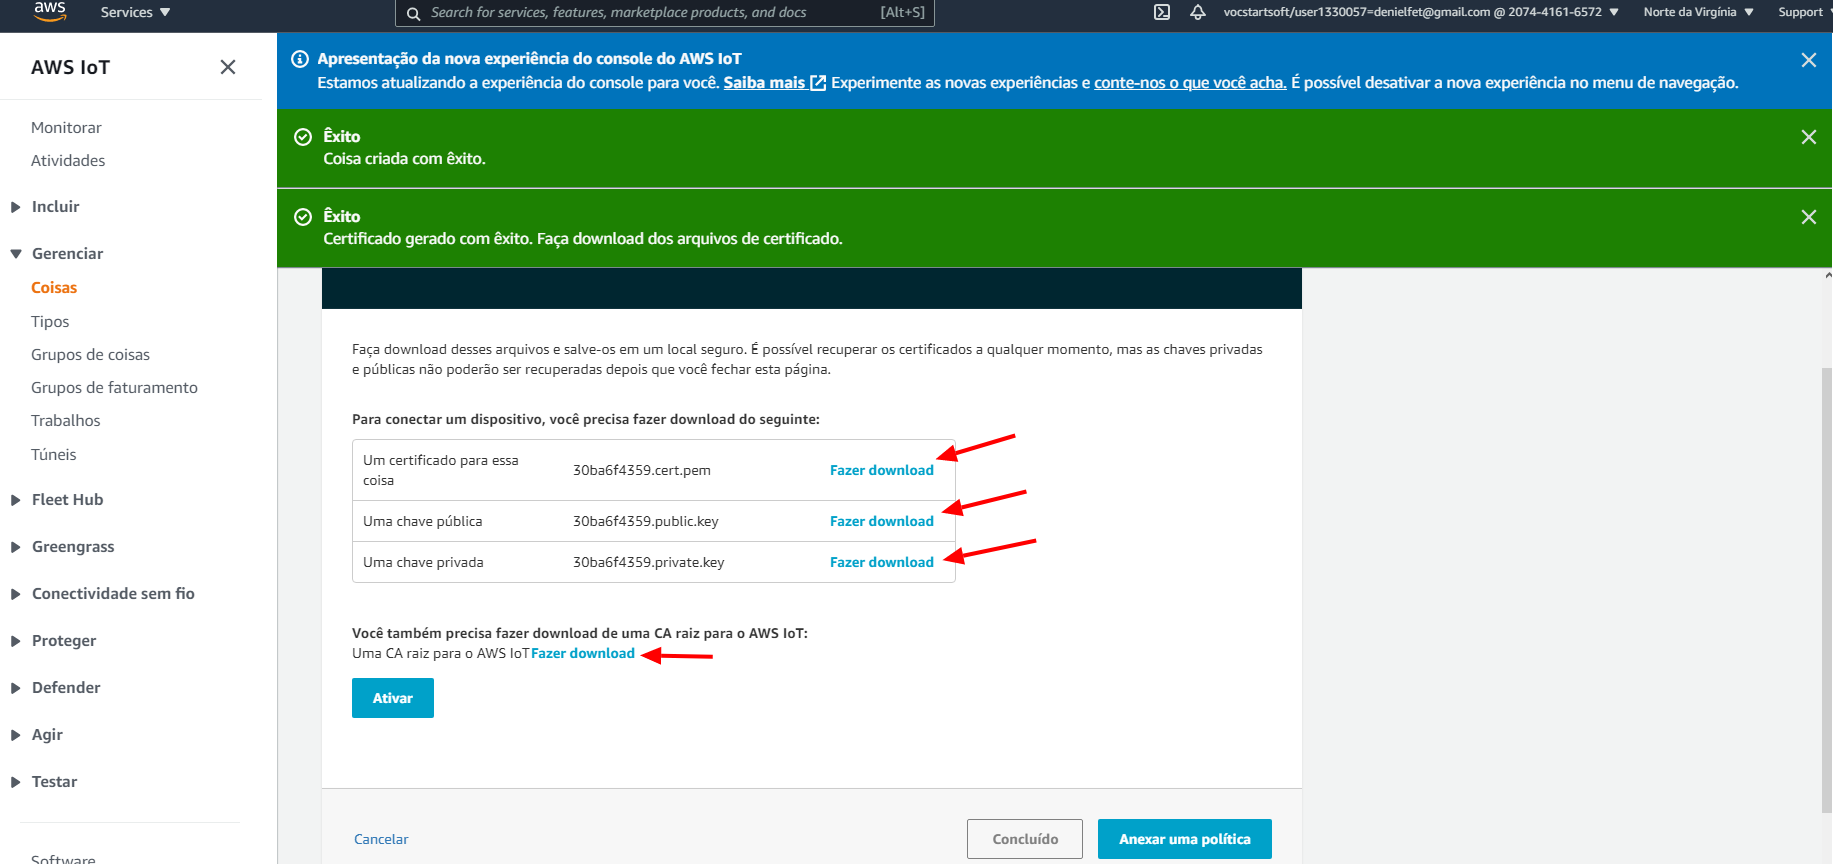 aws
Services
Search for services, features, marketplace products, and docs
[Alt+S]
vocstartsoft/user1330057=denielfet@gmail.com @ 2074-4161-6572
Norte da Virgínia
Support
AWS IoT
Monitorar
Atividades
Incluir
Gerenciar
Coisas
Tipos
Grupos de coisas
Grupos de faturamento
Trabalhos
Túneis
Fleet Hub
Greengrass
Conectividade sem fio
Proteger
Defender
Agir
Testar
Software
Apresentação da nova experiência do console do AWS IoT
Estamos atualizando a experiência do console para você. Saiba mais Experimente as novas experiências e conte-nos o que você acha. É possível desativar a nova experiência no menu de navegação.
Êxito
Coisa criada com êxito.
Êxito
Certificado gerado com êxito. Faça download dos arquivos de certificado.
Faça download desses arquivos e salve-os em um local seguro. É possível recuperar os certificados a qualquer momento, mas as chaves privadas
e públicas não poderão ser recuperadas depois que você fechar esta página.
Para conectar um dispositivo, você precisa fazer download do seguinte:
Um certificado para essa
coisa
30ba6f4359.cert.pem
Fazer download
Uma chave pública
30ba6f4359.public.key
Fazer download
Uma chave privada
30ba6f4359.private.key
Fazer download
Você também precisa fazer download de uma CA raiz para o AWS IoT:
Uma CA raiz para o AWS IoT Fazer download
Ativar
Cancelar
Concluído
Anexar uma política